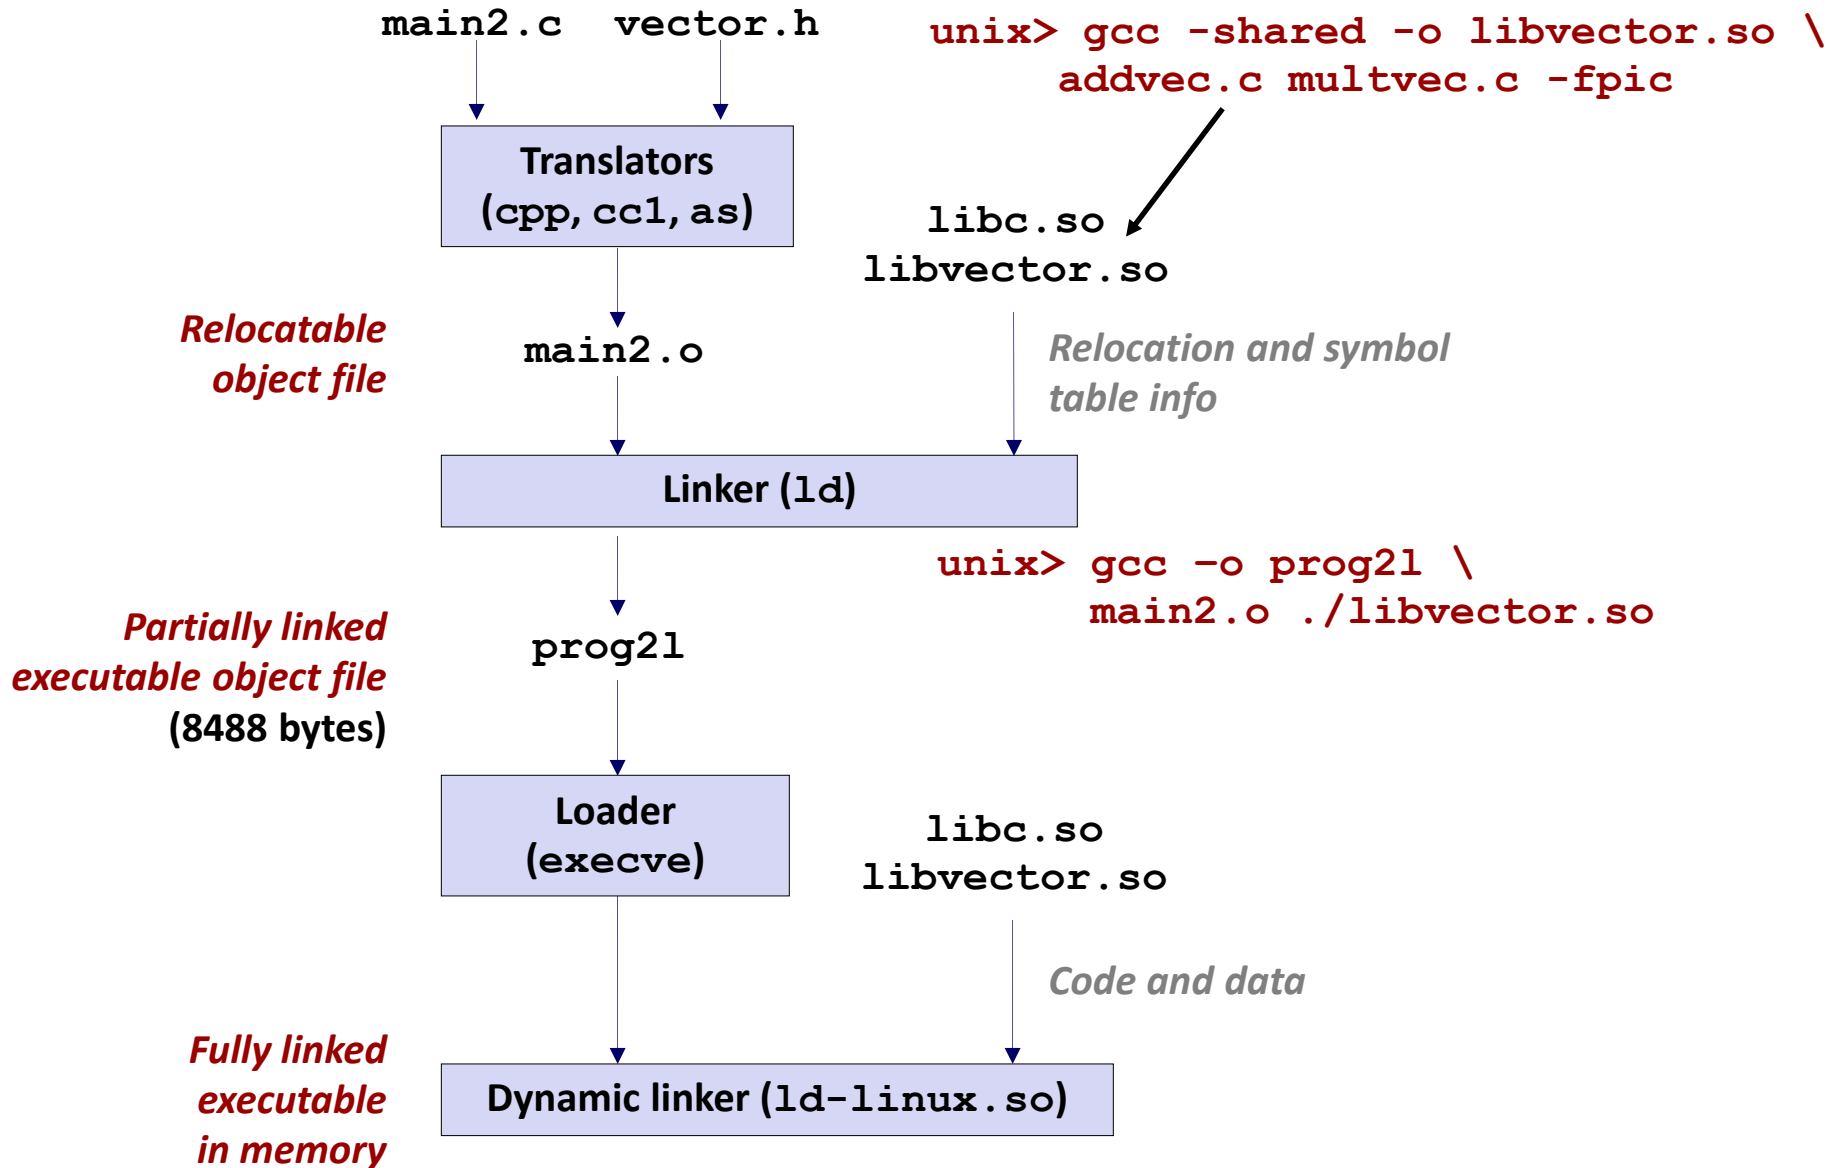 main2.c vector.h
unix> gcc -shared -o libvector.so \
addvec.c multvec.c -fpic
Translators
(cpp, cc1, as)
libc.so
libvector.so
Relocatable
object file
main2.o
Relocation and symbol
table info
Linker (ld)
unix> gcc –o prog2l \
main2.o ./libvector.so
Partially linked
executable object file
(8488 bytes)
prog2l
Loader
(execve)
libc.so
libvector.so
Code and data
Fully linked
executable
in memory
Dynamic linker (ld-linux.so)